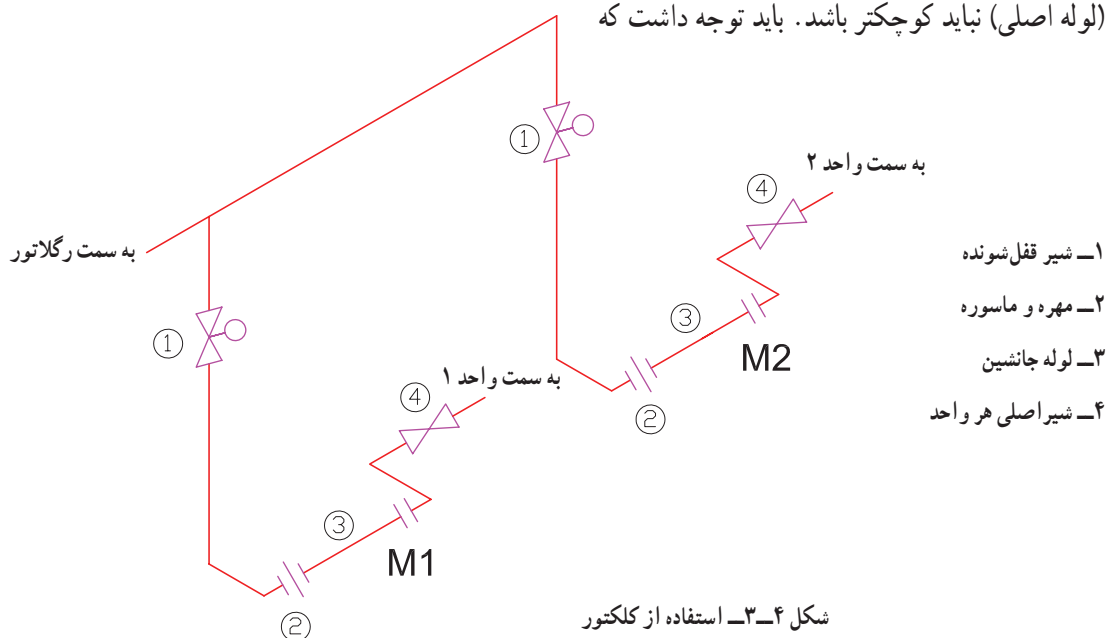 (لوله اصلی) نباید کوچکتر باشد. باید توجه داشت که
①
به سمت واحد ۲
④
به سمت رگلاتور
①
③
M2
②
به سمت واحد ۱
④
③
M1
②
۱ــ شیر قفل‌شونده
۲ــ مهره و ماسوره
۳ــ لوله جانشین
۴ــ شیراصلی هر واحد
شکل ۴ــ۳ــ استفاده از کلکتور